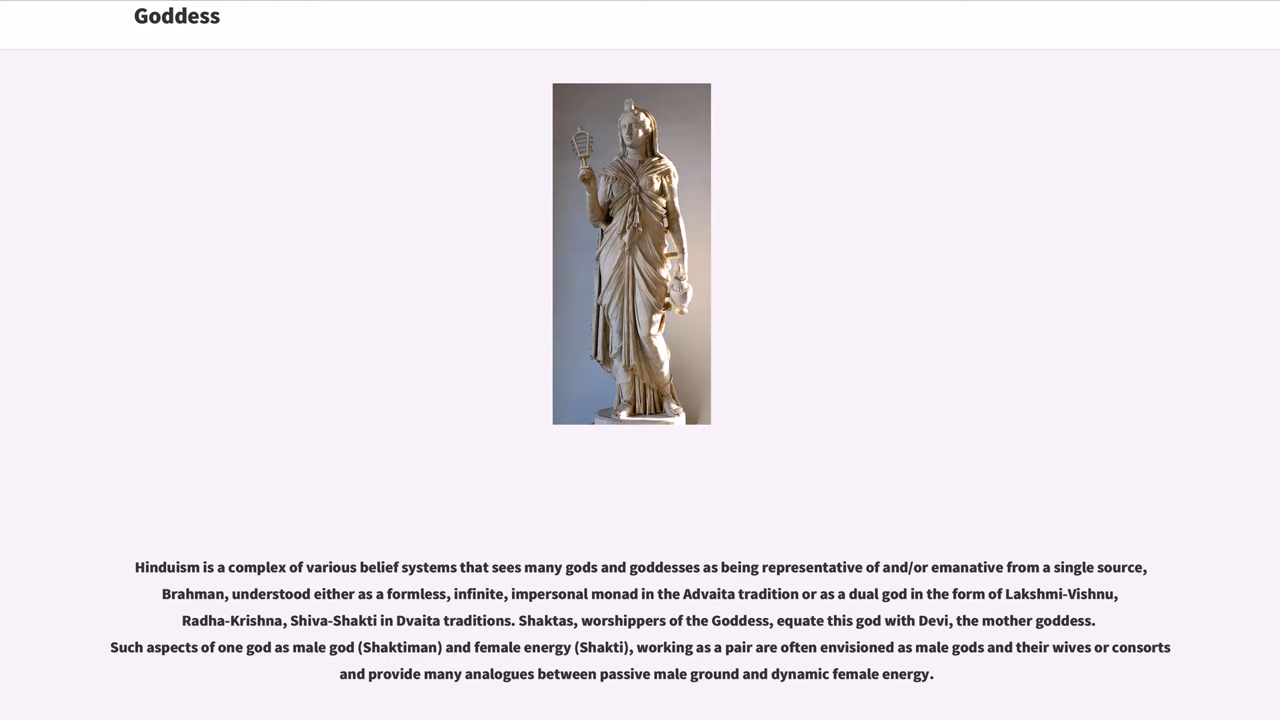 Goddess
Hinduism is a complex of various belief systems that sees many gods and goddesses as being representative of and/or emanative from a single source,
Brahman, understood either as a formless, infinite, impersonal monad in the Advaita tradition or as a dual god in the form of Lakshmi-Vishnu,
Radha-Krishna, Shiva-Shakti in Dvaita traditions. Shaktas, worshippers of the Goddess, equate this god with Devi, the mother goddess.
Such aspects of one god as male god (Shaktiman) and female energy (Shakti), working as a pair are often envisioned as male gods and their wives or consorts
and provide many analogues between passive male ground and dynamic female energy.